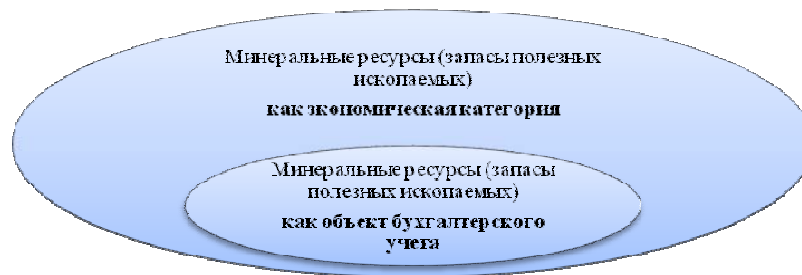 Минеральные ресурсы (запасы полезных
ископаемых)
как экономическая категория
Минеральные ресурсы (запасы
полезных ископаемых)
как объект бухгалтерского
учета